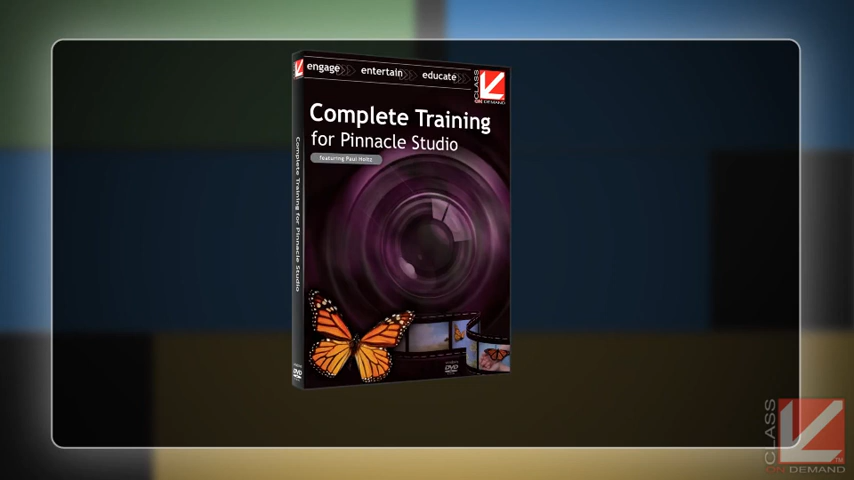 engage
entertain
educate
CLASS
ON DEMAND
Complete Training
for Pinnacle Studio
featuring Paul Holtz
Complete Training for Pinnacle Studio
DVD
DVD
CLASS
ON DEMAND
TM